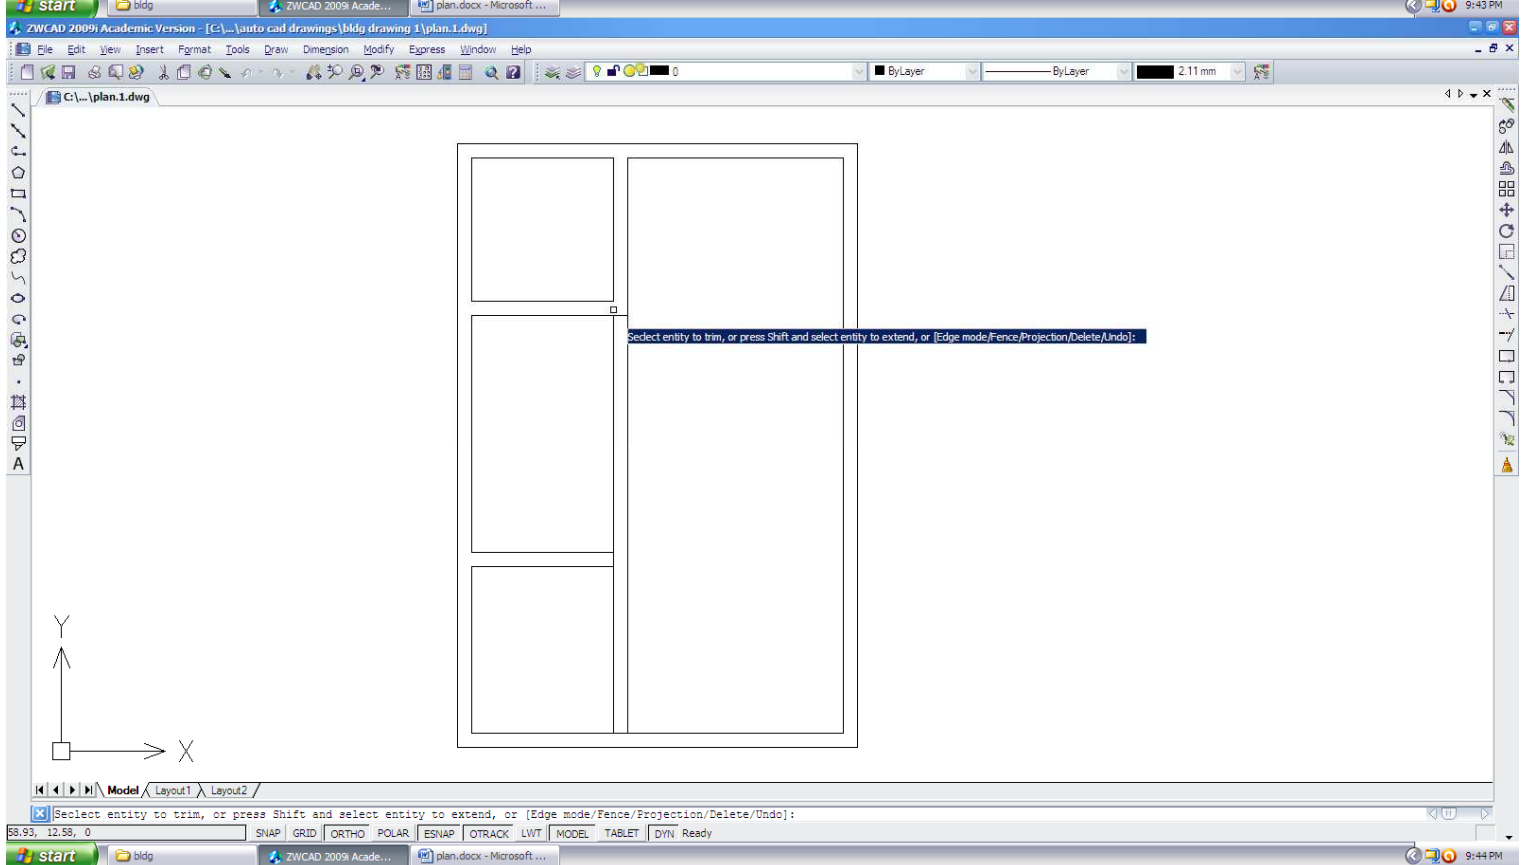 start bldg ZWCAD 2009i Acade... plan.docx - Microsoft ... 9:43 PM
ZWCAD 2009i Academic Version - [C:\...\auto cad drawings\bldg drawing 1\plan.1.dwg]
File Edit View Insert Format Tools Draw Dimension Modify Express Window Help
0 ByLayer ByLayer 2.11 mm
C:\...\plan.1.dwg
A
Seclect entity to trim, or press Shift and select entity to extend, or [Edge mode/Fence/Projection/Delete/Undo]:
Y
X
Model Layout1 Layout2
Seclect entity to trim, or press Shift and select entity to extend, or [Edge mode/Fence/Projection/Delete/Undo]:
58.93, 12.58, 0 SNAP GRID ORTHO POLAR ESNAP OTRACK LWT MODEL TABLET DYN Ready
start bldg ZWCAD 2009i Acade... plan.docx - Microsoft ... 9:44 PM